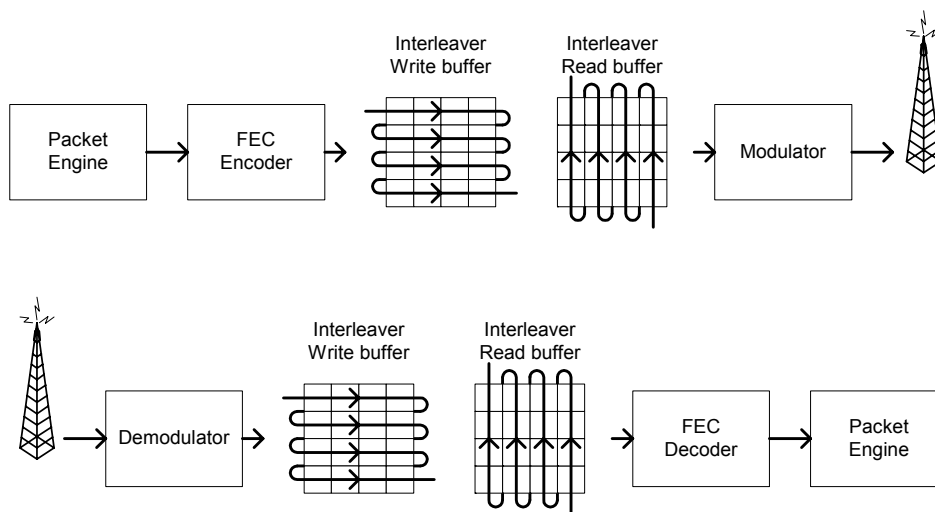 Interleaver
Write buffer
Interleaver
Read buffer
Packet
Engine
FEC
Encoder
Modulator
Interleaver
Write buffer
Interleaver
Read buffer
Demodulator
FEC
Decoder
Packet
Engine